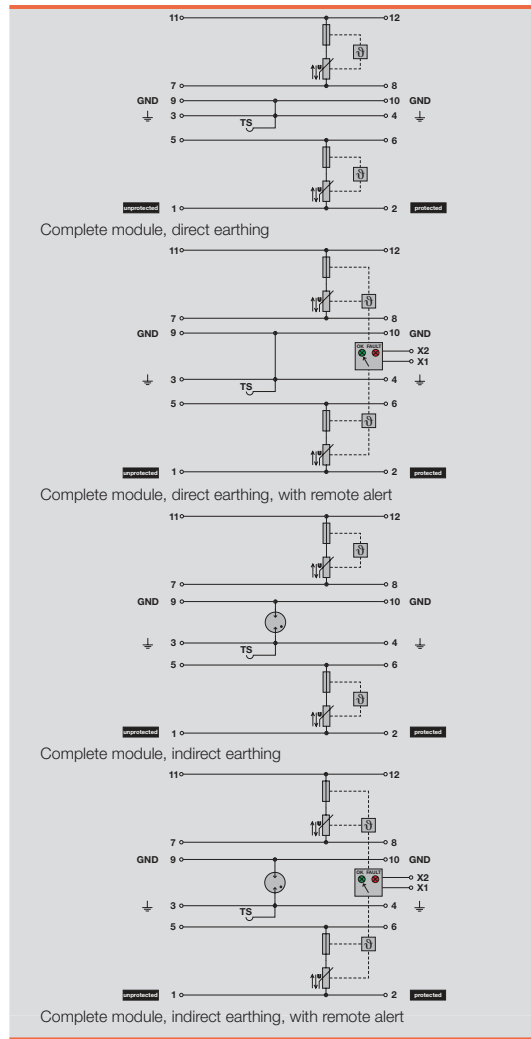 11 12
ϑ
U
7 8
GND 9 10 GND
3 4
TS
5 6
ϑ
U
unprotected 1 2 protected
Complete module, direct earthing
11 12
U ϑ
7 8
GND 9 10 GND
OK FAULT
X2
X1
3 4
TS
5 6
ϑ
U
unprotected 1 2 protected
Complete module, direct earthing, with remote alert
11 12
ϑ
U
7 8
GND 9 10 GND
3 4
TS
5 6
ϑ
U
unprotected 1 2 protected
Complete module, indirect earthing
11 12
U ϑ
7 8
GND 9 10 GND
OK FAULT
X2
X1
3 4
TS
5 6
ϑ
U
unprotected 1 2 protected
Complete module, indirect earthing, with remote alert